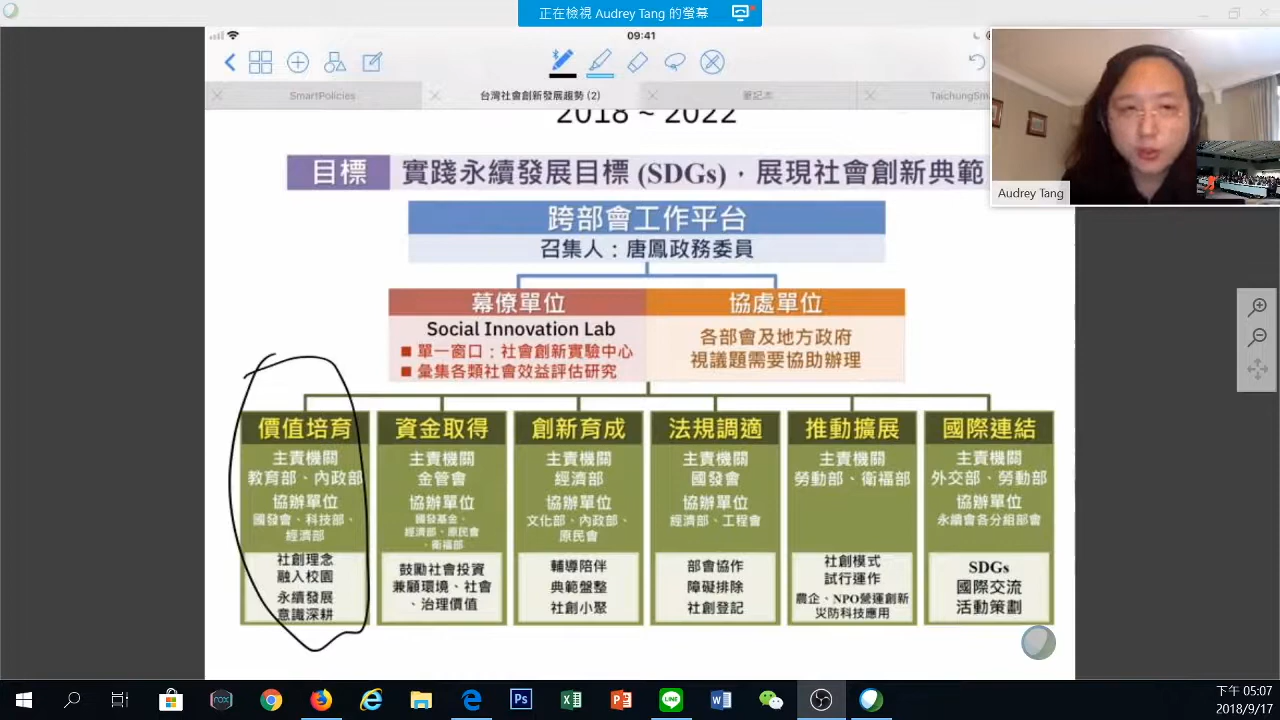 正在檢視 Audrey Tang 的螢幕
09:41
SmartPolicies
台灣社會創新發展趨勢 (2)
筆記本
TaichungSm
2018 ~ 2022
目標 實踐永續發展目標 (SDGs)，展現社會創新典範
Audrey Tang
跨部會工作平台
召集人：唐鳳政務委員
幕僚單位
Social Innovation Lab
■ 單一窗口：社會創新實驗中心
■ 彙集各類社會效益評估研究
協處單位
各部會及地方政府
視議題需要協助辦理
價值培育
主責機關
教育部、內政部
協辦單位
國發會、科技部、
經濟部
社創理念
融入校園
永續發展
意識深耕
資金取得
主責機關
金管會
協辦單位
國發基金、
經濟部、原民會
、衛福部
鼓勵社會投資
兼顧環境、社會
、治理價值
創新育成
主責機關
經濟部
協辦單位
文化部、內政部、
原民會
輔導陪伴
典範盤整
社創小聚
法規調適
主責機關
國發會
協辦單位
經濟部、工程會
部會協作
障礙排除
社創登記
推動擴展
主責機關
勞動部、衛福部
社創模式
試行運作
農企、NPO營運創新
災防科技應用
國際連結
主責機關
外交部、勞動部
協辦單位
永續會各分組部會
SDGs
國際交流
活動策劃
下午 05:07
2018/9/17